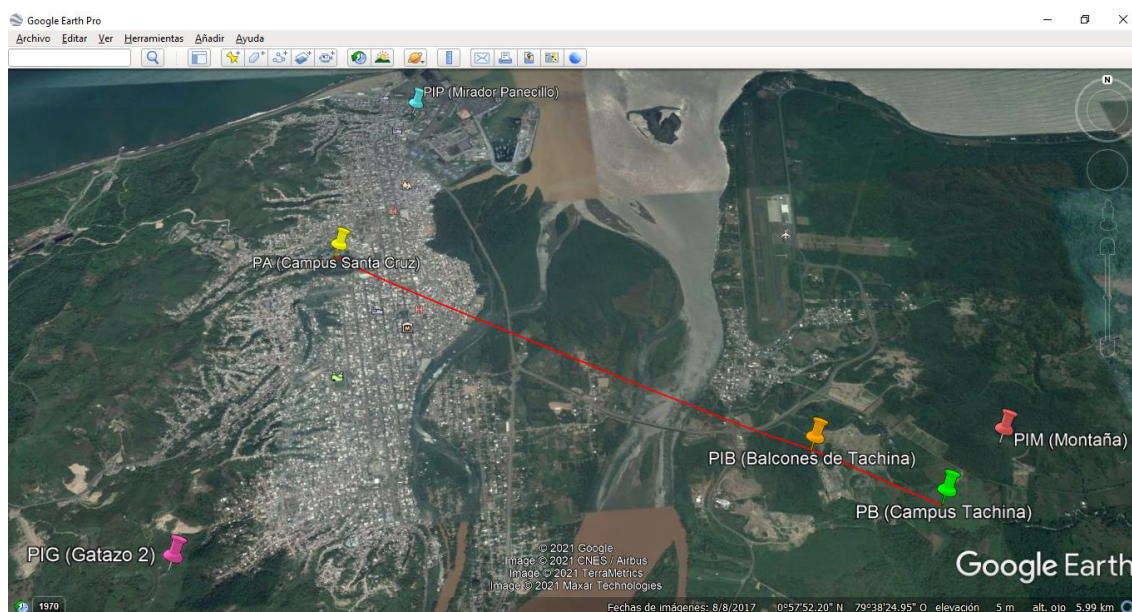 Google Earth Pro
Archivo Editar Ver Herramientas Añadir Ayuda
N
PIP (Mirador Panecillo)
PA (Campus Santa Cruz)
PIM (Montaña)
PIB (Balcones de Tachina)
PB (Campus Tachina)
PIG (Gatazo 2)
© 2021 Google
Image © 2021 CNES / Airbus
Image © 2021 TerraMetrics
Image © 2021 Maxar Technologies
Google Earth
1970
Fechas de imágenes: 8/8/2017 0°57'52.20" N 79°38'24.95" O elevación 5 m alt. ojo 5.99 km